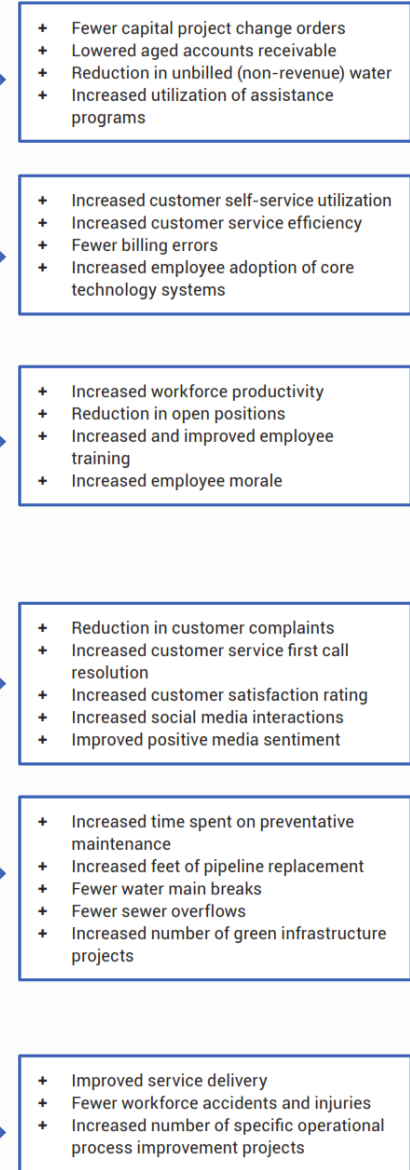 + Fewer capital project change orders
+ Lowered aged accounts receivable
+ Reduction in unbilled (non-revenue) water
+ Increased utilization of assistance
programs
+ Increased customer self-service utilization
+ Increased customer service efficiency
+ Fewer billing errors
+ Increased employee adoption of core
technology systems
+ Increased workforce productivity
+ Reduction in open positions
+ Increased and improved employee
training
+ Increased employee morale
+ Reduction in customer complaints
+ Increased customer service first call
resolution
+ Increased customer satisfaction rating
+ Increased social media interactions
+ Improved positive media sentiment
+ Increased time spent on preventative
maintenance
+ Increased feet of pipeline replacement
+ Fewer water main breaks
+ Fewer sewer overflows
+ Increased number of green infrastructure
projects
+ Improved service delivery
+ Fewer workforce accidents and injuries
+ Increased number of specific operational
process improvement projects